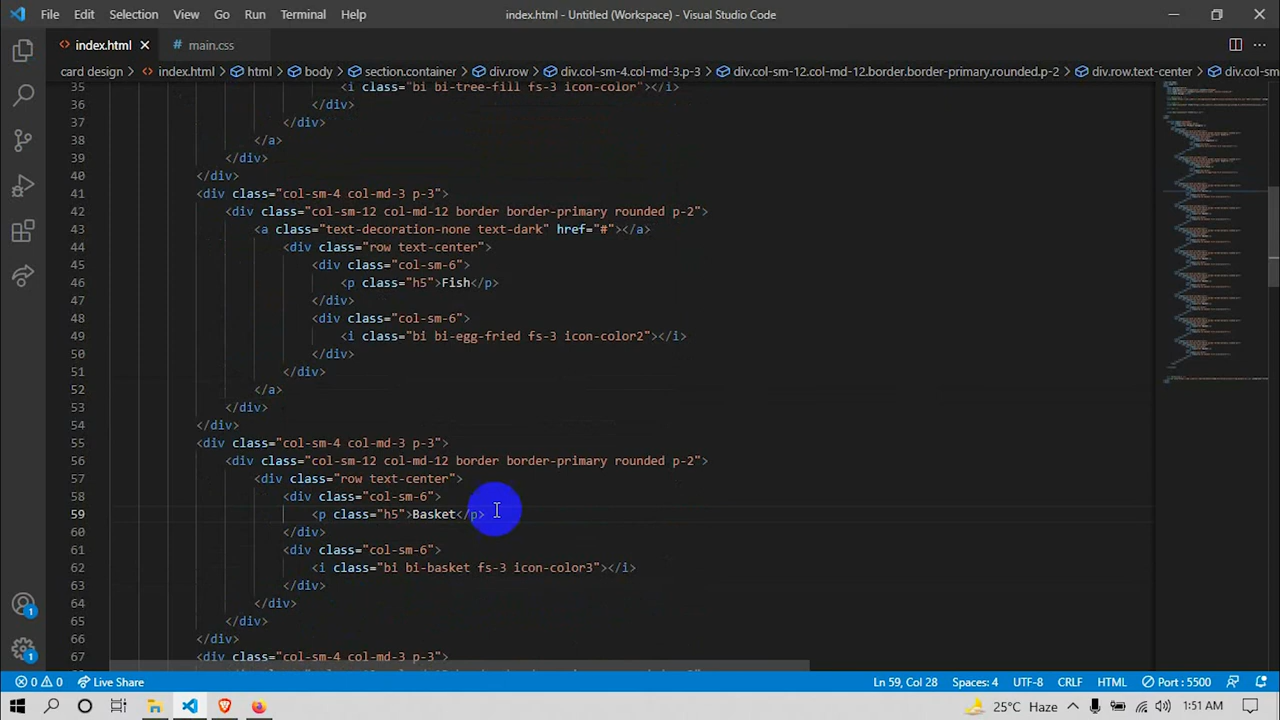 File Edit Selection View Go Run Terminal Help index.html - Untitled (Workspace) - Visual Studio Code
index.html main.css
card design > index.html > html > body > section.container > div.row > div.col-sm-4.col-md-3.p-3 > div.col-sm-12.col-md-12.border.border-primary.rounded.p-2 > div.row.text-center > div.col-sm
35 <i class="bi bi-tree-fill fs-3 icon-color"></i>
36 </div>
37 </div>
38 </a>
39 </div>
40 </div>
41 <div class="col-sm-4 col-md-3 p-3">
42 <div class="col-sm-12 col-md-12 border border-primary rounded p-2">
43 <a class="text-decoration-none text-dark" href="#"></a>
44 <div class="row text-center">
45 <div class="col-sm-6">
46 <p class="h5">Fish</p>
47 </div>
48 <div class="col-sm-6">
49 <i class="bi bi-egg-fried fs-3 icon-color2"></i>
50 </div>
51 </div>
52 </a>
53 </div>
54 </div>
55 <div class="col-sm-4 col-md-3 p-3">
56 <div class="col-sm-12 col-md-12 border border-primary rounded p-2">
57 <div class="row text-center">
58 <div class="col-sm-6">
59 <p class="h5">Basket</p>
60 </div>
61 <div class="col-sm-6">
62 <i class="bi bi-basket fs-3 icon-color3"></i>
63 </div>
64 </div>
65 </div>
66 </div>
67 <div class="col-sm-4 col-md-3 p-3">
0 0 Live Share Ln 59, Col 28 Spaces: 4 UTF-8 CRLF HTML Port : 5500
25°C Haze 1:51 AM